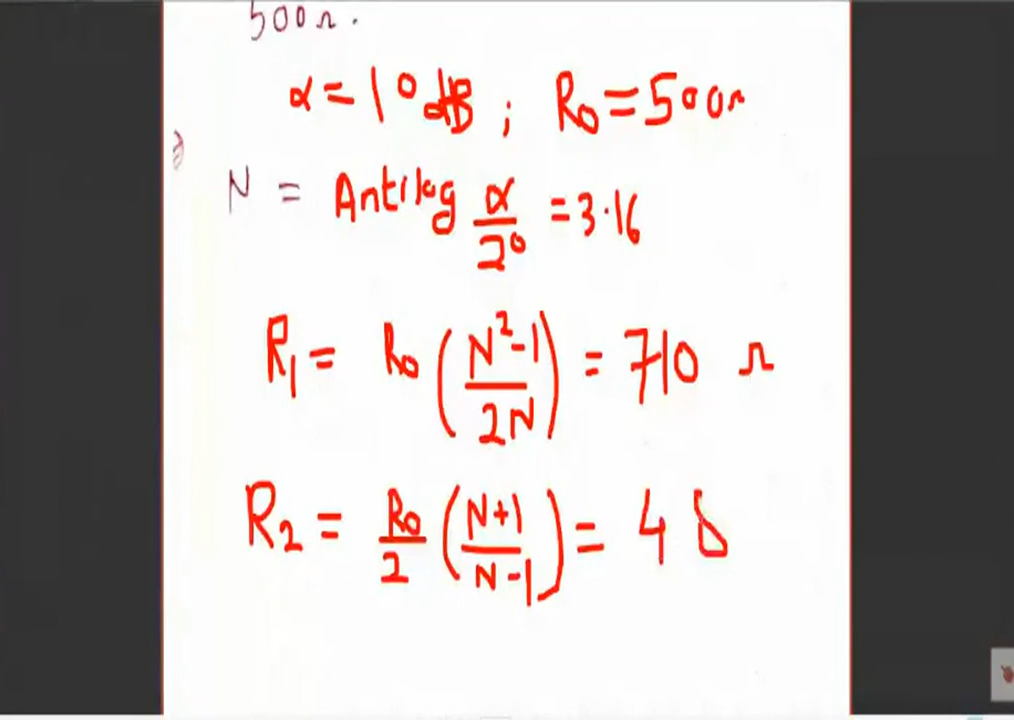 500Ω.
α = 10 dB ; R₀ = 500Ω
N = Antilog α/20 = 3.16
R₁ = R₀ ( (N²-1)/2N ) = 710 Ω
R₂ = R₀/2 ( (N+1)/(N-1) ) = 48